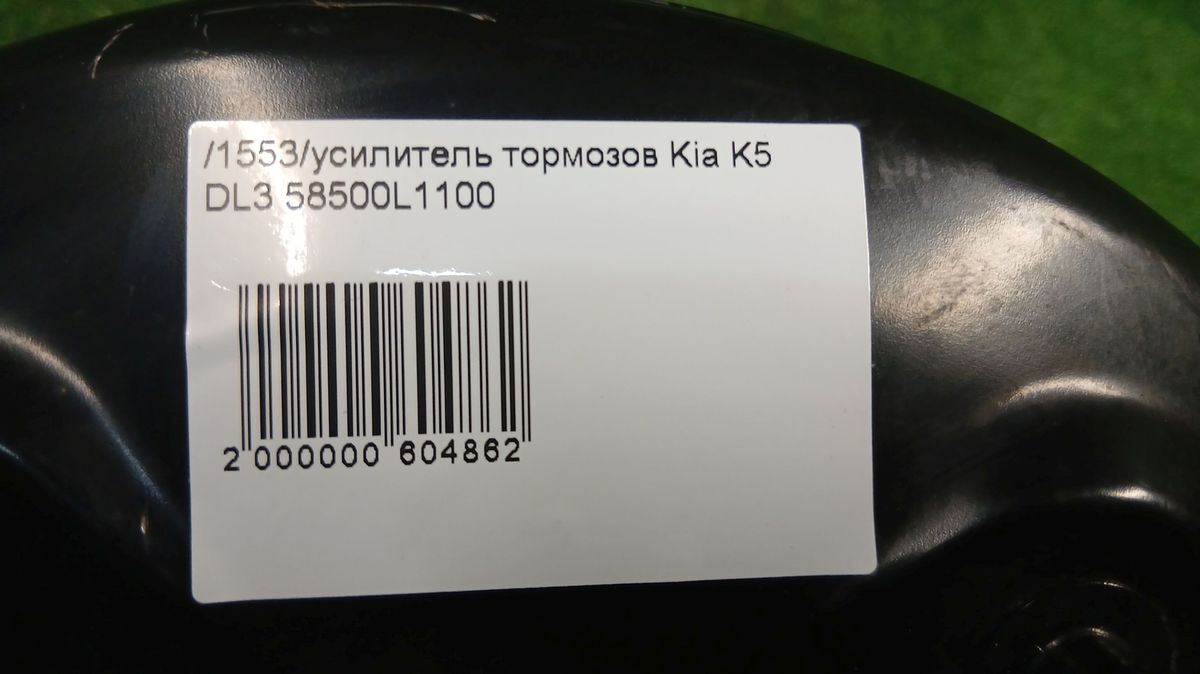 /1553/усилитель тормозов Kia K5
DL3 58500L1100
2 000000 604862